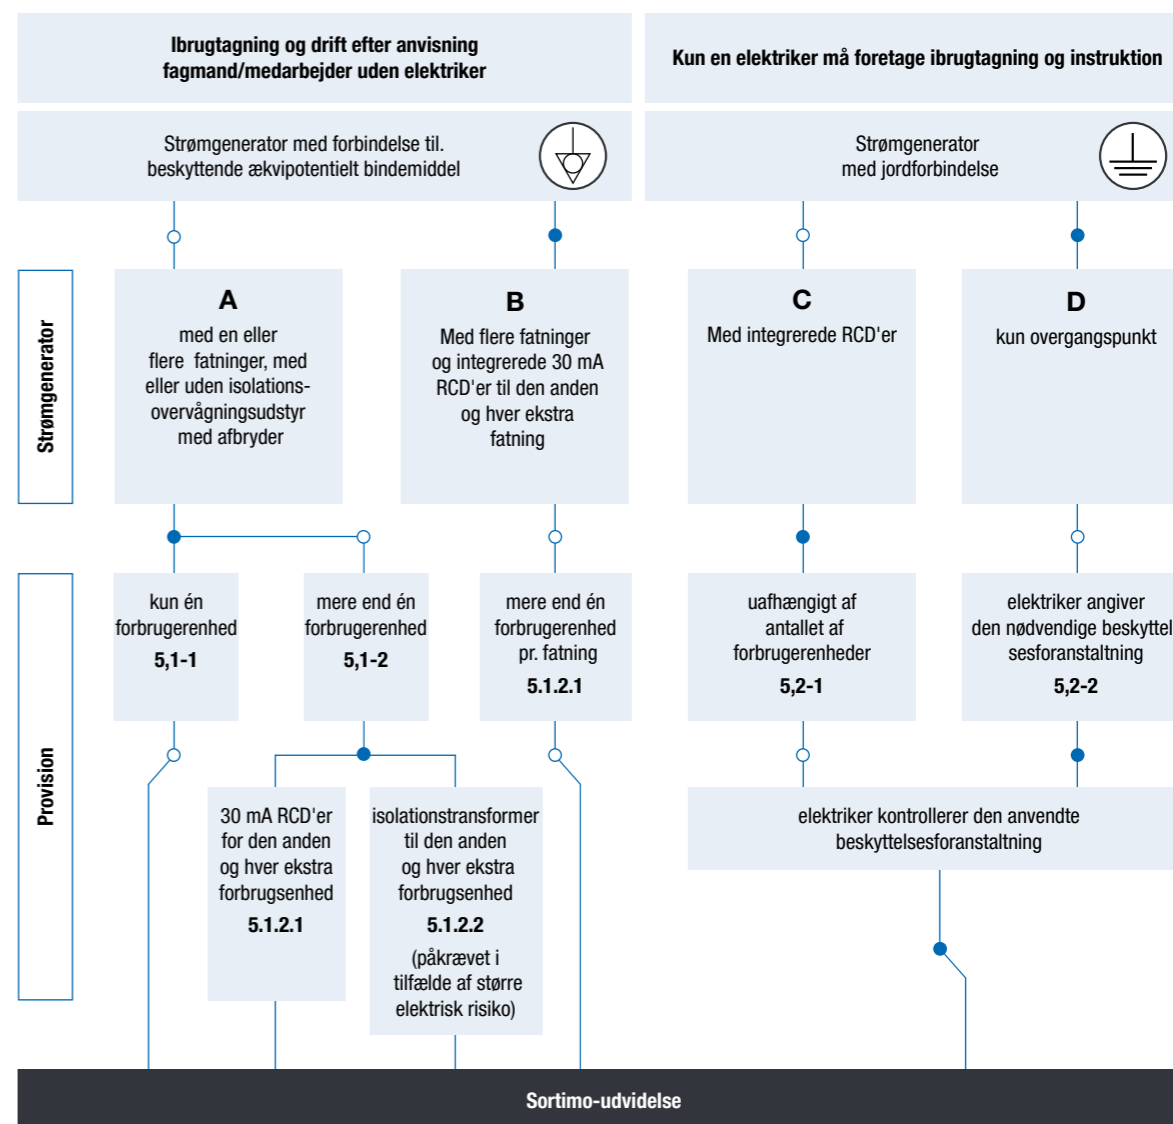 Ibrugtagning og drift efter anvisning
fagmand/medarbejder uden elektriker
Kun en elektriker må foretage ibrugtagning og instruktion
Strømgenerator med forbindelse til.
beskyttende ækvipotentielt bindemiddel
Strømgenerator
med jordforbindelse
Strømgenerator
A
med en eller
flere fatninger, med
eller uden isolations-
overvågningsudstyr
med afbryder
B
Med flere fatninger
og integrerede 30 mA
RCD'er til den anden
og hver ekstra
fatning
C
Med integrerede RCD'er
D
kun overgangspunkt
Provision
kun én
forbrugerenhed
5,1-1
mere end én
forbrugerenhed
5,1-2
mere end én
forbrugerenhed
pr. fatning
5.1.2.1
uafhængigt af
antallet af
forbrugerenheder
5,2-1
elektriker angiver
den nødvendige beskyttel
sesforanstaltning
5,2-2
30 mA RCD'er
for den anden
og hver ekstra
forbrugsenhed
5.1.2.1
isolationstransformer
til den anden
og hver ekstra
forbrugsenhed
5.1.2.2
(påkrævet i
tilfælde af større
elektrisk risiko)
elektriker kontrollerer den anvendte
beskyttelsesforanstaltning
Sortimo-udvidelse